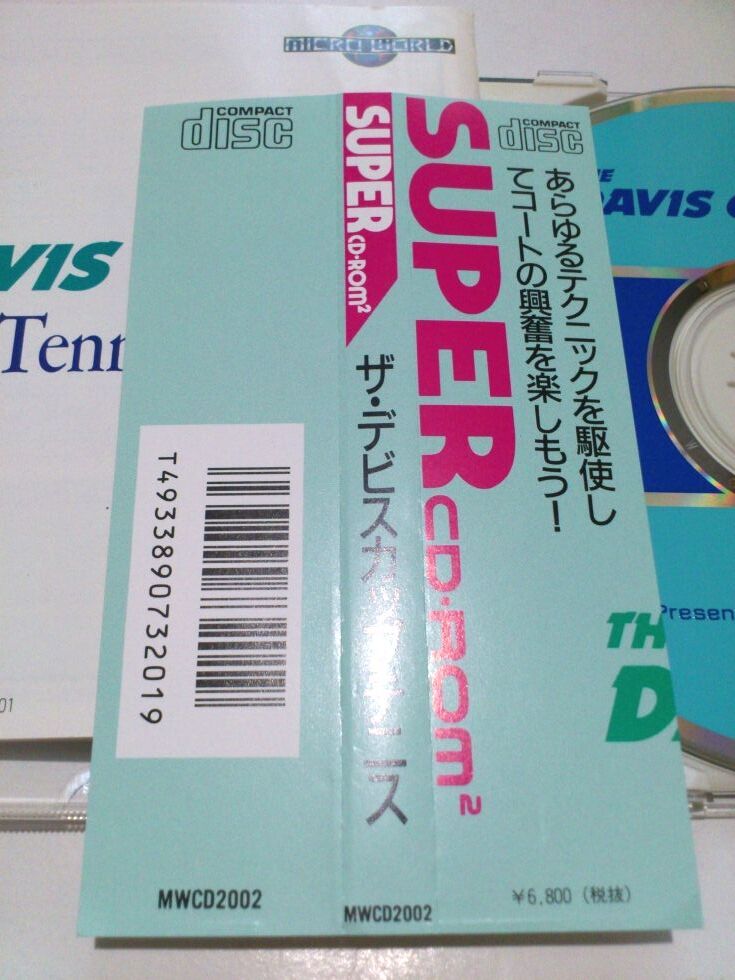 MICRO WORLD
COMPACT
disc
SUPER CD-ROM²
SUPER CD-ROM²
COMPACT
disc
あらゆるテクニックを駆使し
てコートの興奮を楽しもう！
ザ・デビスカップテニス
T4933890732019
MWCD2002
MWCD2002
¥6,800（税抜）
VIS
Tenn
01
AVIS
Presen
TH
D